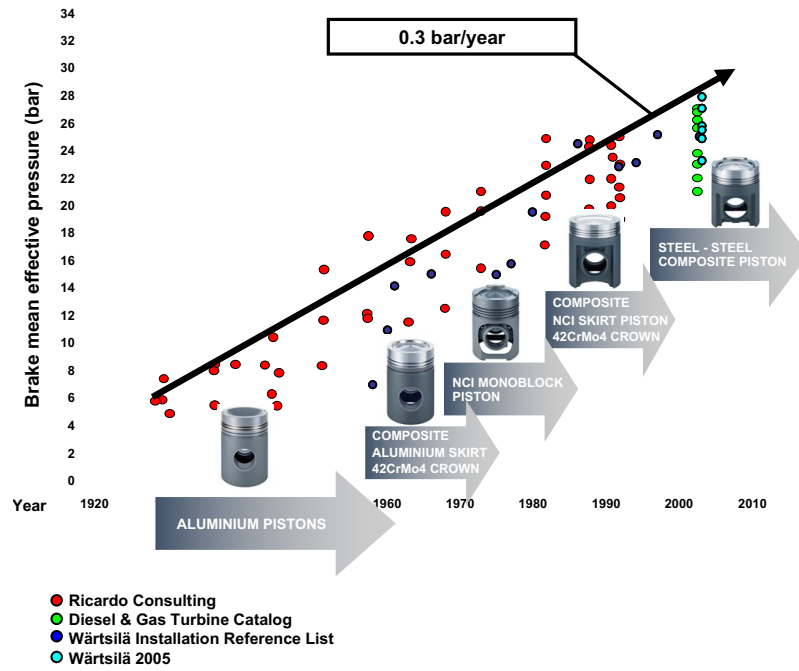 34
0.3 bar/year
32
30
28
26
24
22
20
18
16
14
12
10
8
6
4
2
0
Brake mean effective pressure (bar)
STEEL - STEEL
COMPOSITE PISTON
COMPOSITE
NCI SKIRT PISTON
42CrMo4 CROWN
NCI MONOBLOCK
PISTON
COMPOSITE
ALUMINIUM SKIRT
42CrMo4 CROWN
ALUMINIUM PISTONS
Year
1920
1960
1970
1980
1990
2000
2010
Ricardo Consulting
Diesel & Gas Turbine Catalog
Wärtsilä Installation Reference List
Wärtsilä 2005